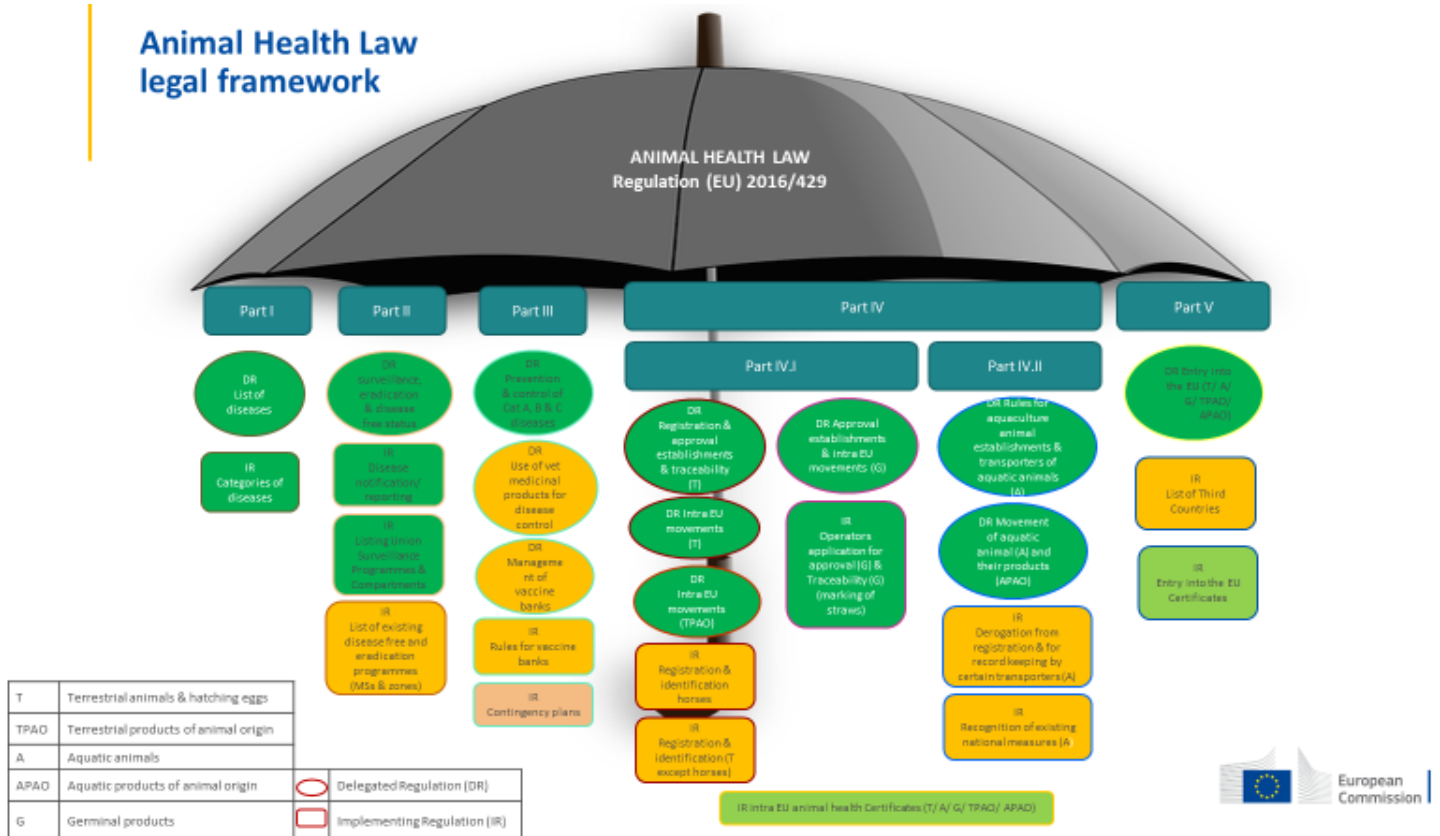 Animal Health Law
legal framework
ANIMAL HEALTH LAW
Regulation (EU) 2016/429
Part I
Part II
Part III
Part IV
Part V
Part IV.I
Part IV.II
DR
List of
diseases
IR
Categories of
diseases
DR
surveillance,
eradication
& disease
free status
IR
Disease
notification/
reporting
IR
Listing Union
Surveillance
Programmes &
Compartments
IR
List of existing
disease free and
eradication
programmes
(MSs & zones)
DR
Prevention
& control of
Cat A, B & C
diseases
DR
Use of vet
medicinal
products for
disease
control
DR
Manageme
nt of
vaccine
banks
IR
Rules for vaccine
banks
IR
Contingency plans
DR
Registration &
approval
establishments
& traceability
(T)
DR Intra EU
movements
(T)
DR
Intra EU
movements
(TPAO)
IR
Registration &
identification
horses
IR
Registration &
identification (T
except horses)
DR Approval
establishments
& intra EU
movements (G)
IR
Operators
application for
approval (G) &
Traceability (G)
(marking of
straws)
DR Rules for
aquaculture
animal
establishments &
transporters of
aquatic animals
(A)
DR Movement
of aquatic
animal (A) and
their products
(APAO)
IR
Derogation from
registration & for
record keeping by
certain transporters (A)
IR
Recognition of existing
national measures (A)
DR Entry into
the EU (T/ A/
G/ TPAO/
APAO)
IR
List of Third
Countries
IR
Entry into the EU
Certificates
IR Intra EU animal health Certificates (T/ A/ G/ TPAO/ APAO)
T Terrestrial animals & hatching eggs
TPAO Terrestrial products of animal origin
A Aquatic animals
APAO Aquatic products of animal origin Delegated Regulation (DR)
G Germinal products Implementing Regulation (IR)
European
Commission